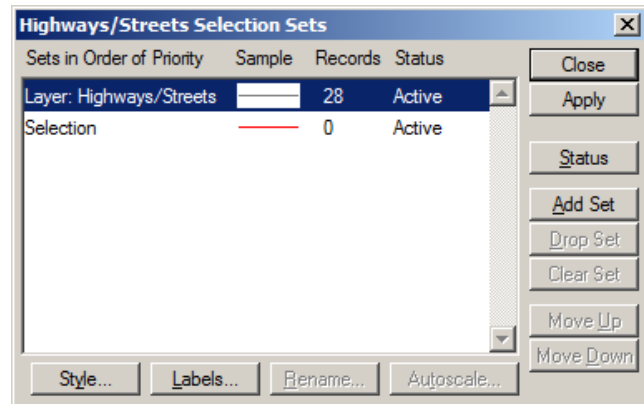 Highways/Streets Selection Sets
Sets in Order of Priority Sample Records Status
Layer: Highways/Streets 28 Active
Selection 0 Active
Close
Apply
Status
Add Set
Drop Set
Clear Set
Move Up
Move Down
Style... Labels... Rename... Autoscale...